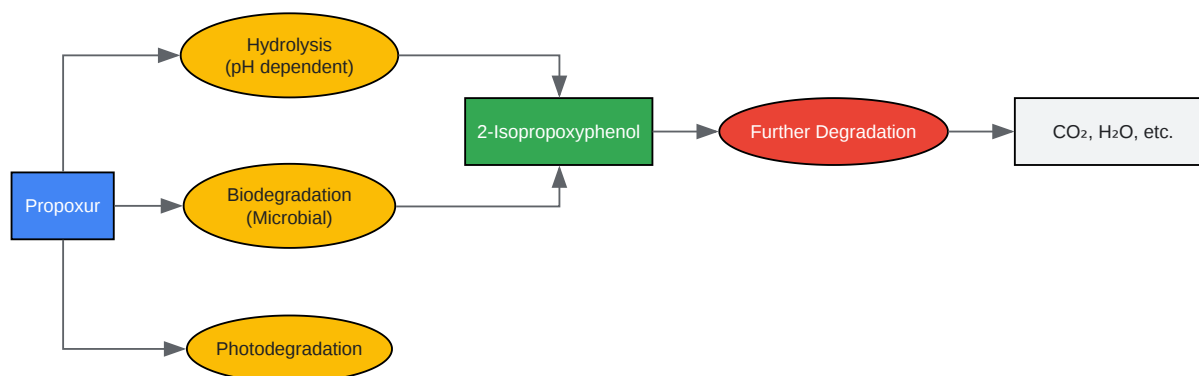 Hydrolysis
(pH dependent)
2-Isopropoxyphenol
Further Degradation
CO₂, H₂O, etc.
Propoxur
Biodegradation
(Microbial)
Photodegradation